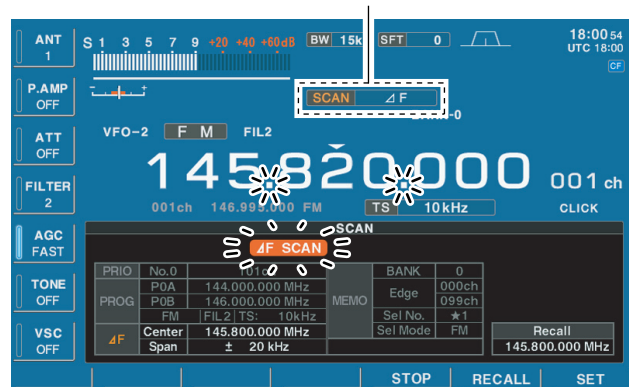 ANT
1
S 1 3 5 7 9 +20 +40 +60dB
BW 15k
SFT 0
18:00 54
UTC 18:00
CF
P.AMP
OFF
SCAN ⊿F
-0
VFO-2 F M FIL2
ATT
OFF
145.820.000
001 ch
FILTER
2
001ch 146.995.000 FM
TS 10kHz
CLICK
AGC
FAST
SCAN
⊿F SCAN
PRIO No.0
BANK 0
PROG P0A 144.000.000 MHz
P0B 146.000.000 MHz
FM FIL2 TS: 10kHz
MEMO Edge 000ch
099ch
Sel No. ★1
Sel Mode FM
TONE
OFF
⊿F Center 145.800.000 MHz
Span ± 20 kHz
Recall
145.800.000 MHz
VSC
OFF
STOP RECALL SET